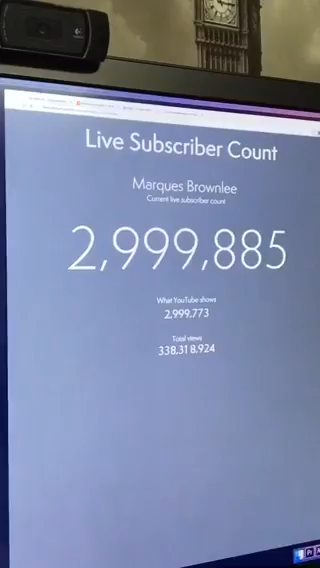 Live Subscriber Count
Marques Brownlee
Current live subscriber count
2,999,885
What YouTube shows
2,999,773
Total views
338,318,924
Pr